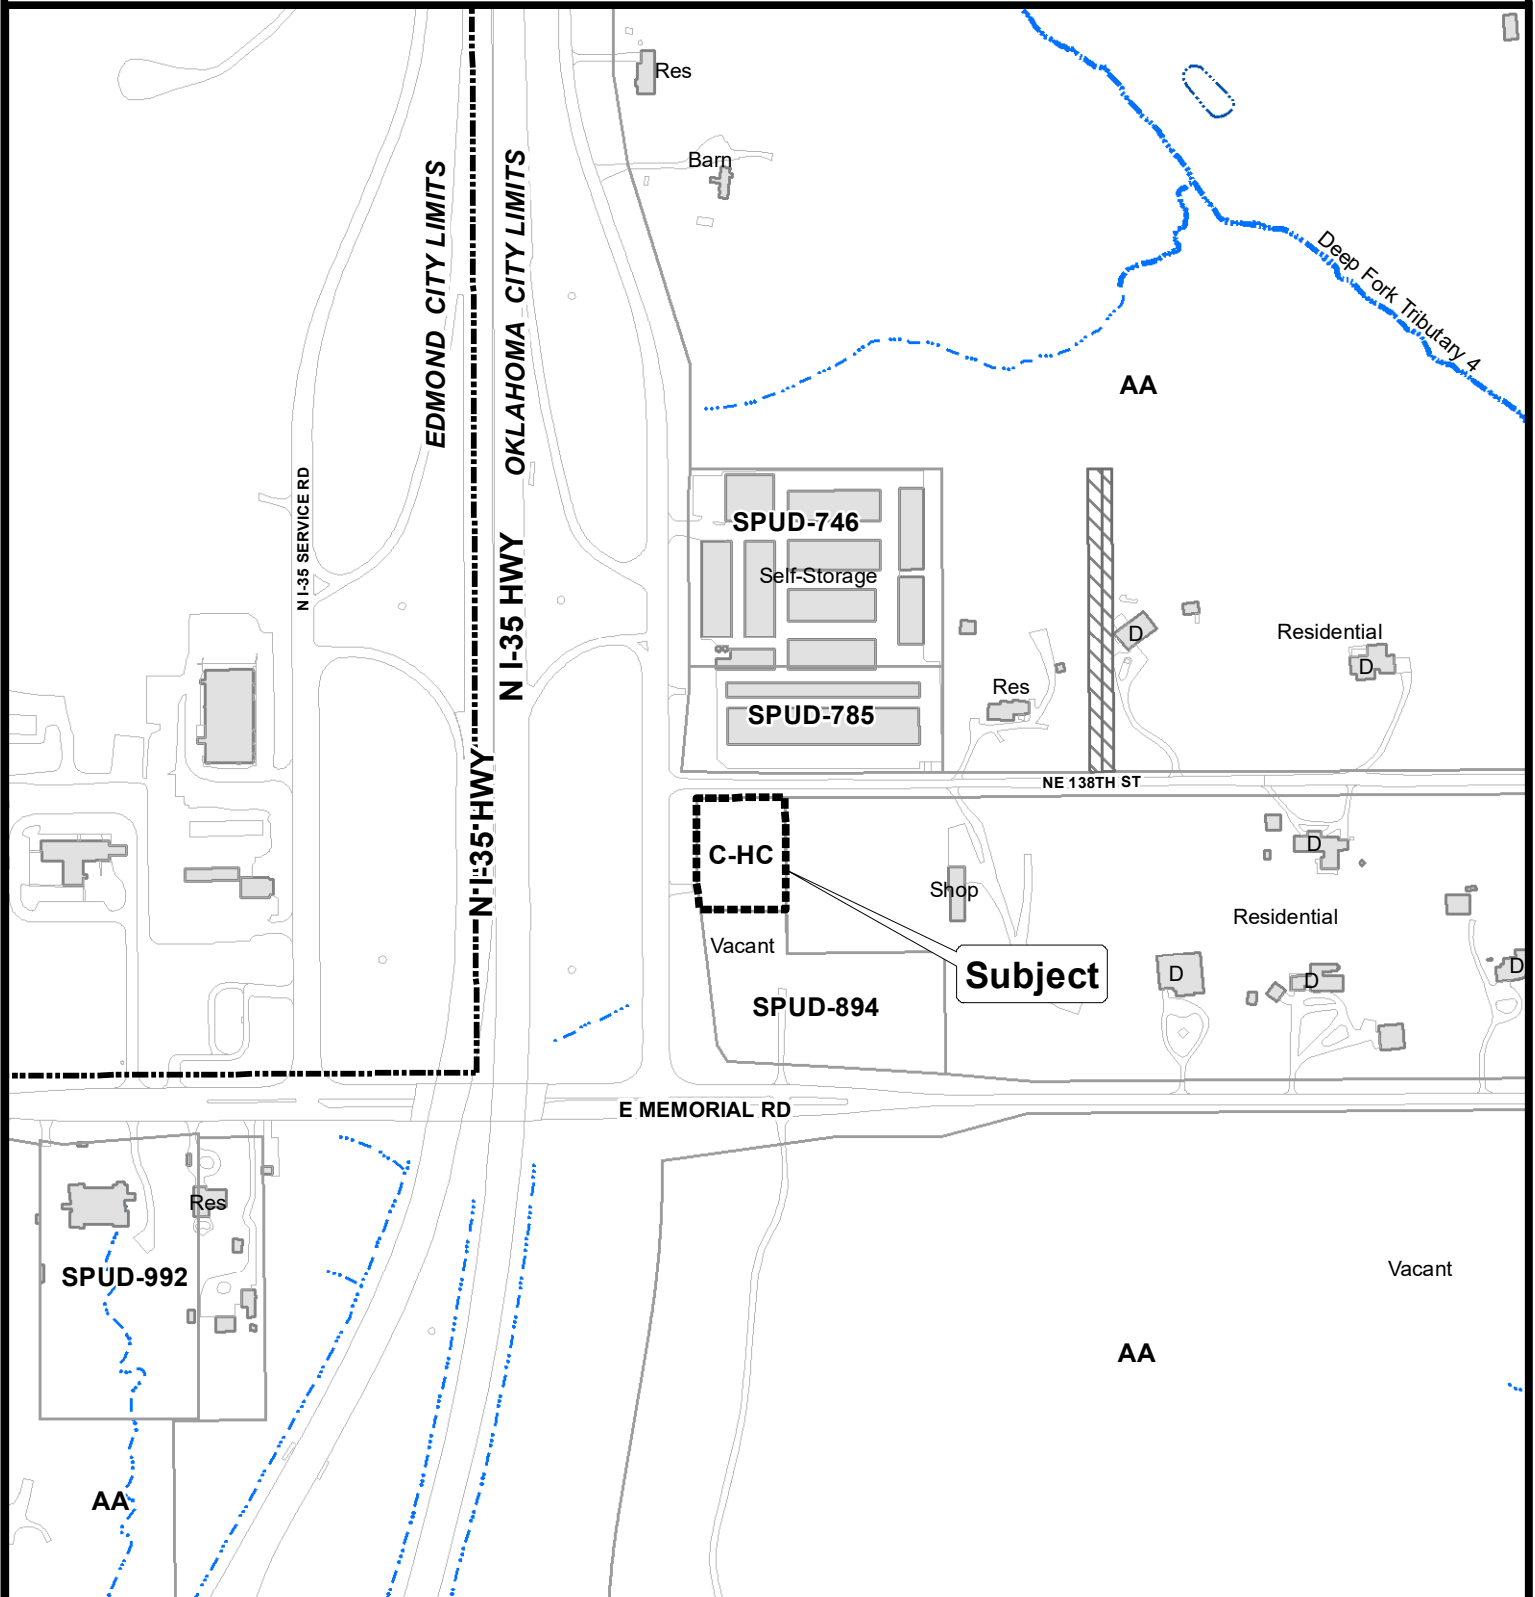 Res
Barn
EDMOND CITY LIMITS
OKLAHOMA CITY LIMITS
Deep Fork Tributary 4
AA
N I-35 SERVICE RD
N I-35 HWY
SPUD-746
Self-Storage
D
Residential
D
Res
SPUD-785
NE 138TH ST
N I-35 HWY
C-HC
D
Shop
Residential
Vacant
Subject
D
D
D
SPUD-894
E MEMORIAL RD
Res
SPUD-992
Vacant
AA
AA